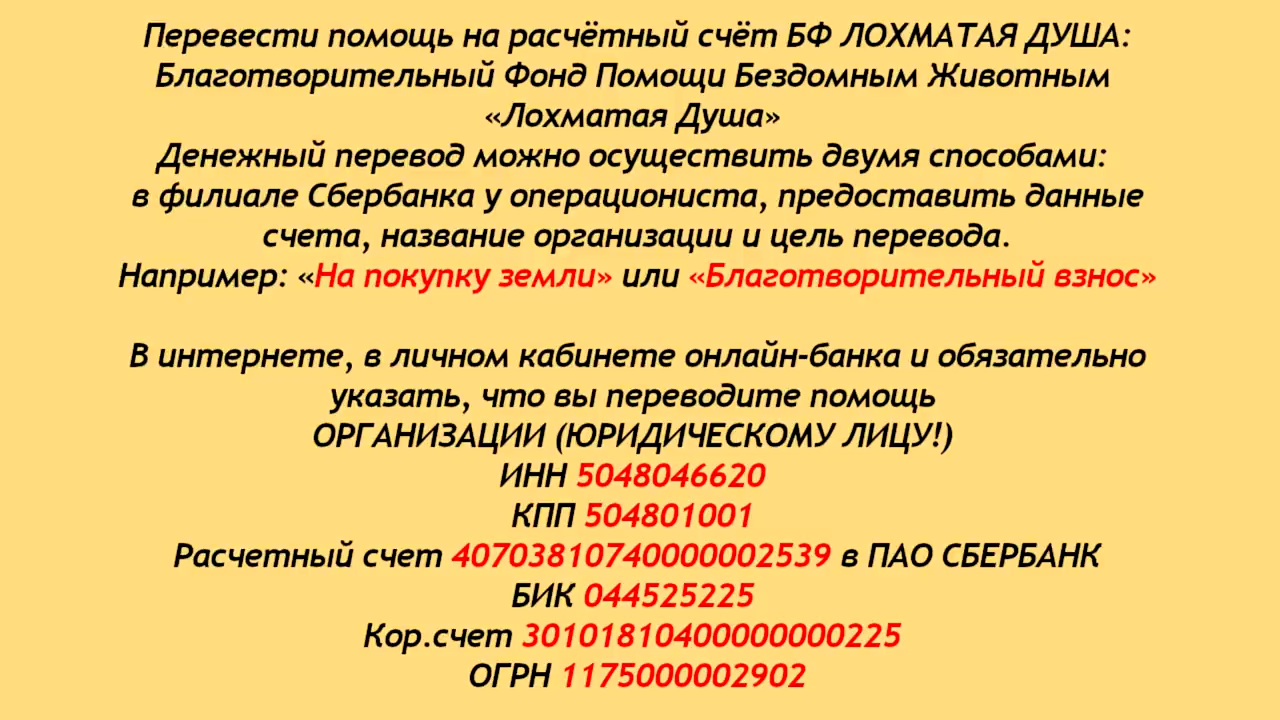 Перевести помощь на расчётный счёт БФ ЛОХМАТАЯ ДУША:
Благотворительный Фонд Помощи Бездомным Животным
«Лохматая Душа»
Денежный перевод можно осуществить двумя способами:
в филиале Сбербанка у операциониста, предоставить данные
счета, название организации и цель перевода.
Например: «На покупку земли» или «Благотворительный взнос»
В интернете, в личном кабинете онлайн-банка и обязательно
указать, что вы переводите помощь
ОРГАНИЗАЦИИ (ЮРИДИЧЕСКОМУ ЛИЦУ!)
ИНН 5048046620
КПП 504801001
Расчетный счет 40703810740000002539 в ПАО СБЕРБАНК
БИК 044525225
Кор.счет 30101810400000000225
ОГРН 1175000002902